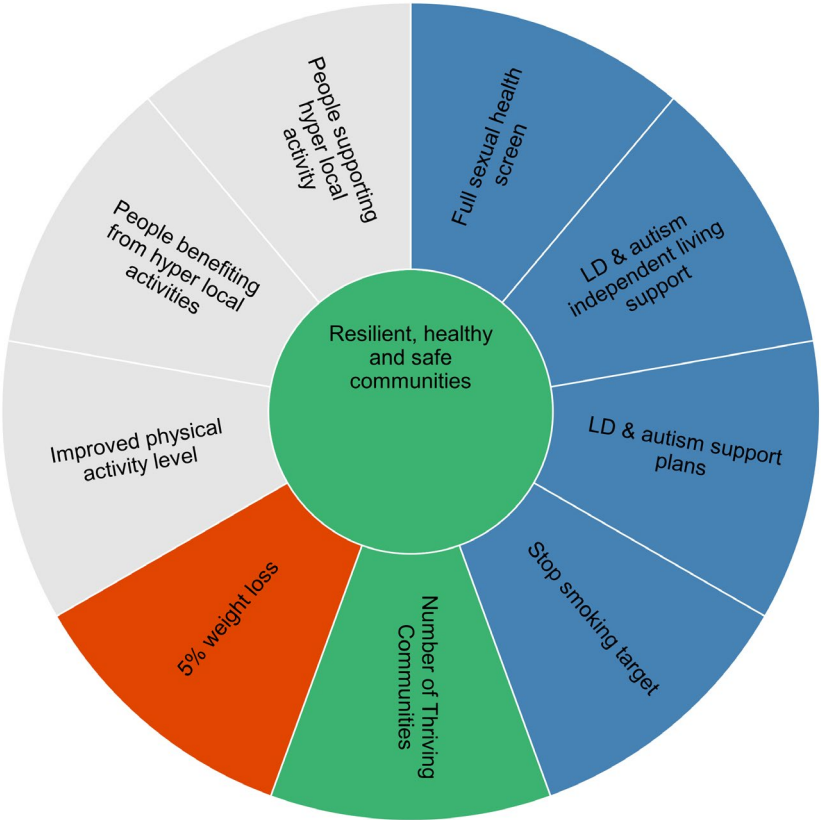 Resilient, healthy
and safe
communities
Full sexual health
screen
LD & autism
independent living
support
LD & autism support
plans
Stop smoking target
Number of Thriving
Communities
5% weight loss
Improved physical
activity level
People benefiting
from hyper local
activities
People supporting
hyper local
activity